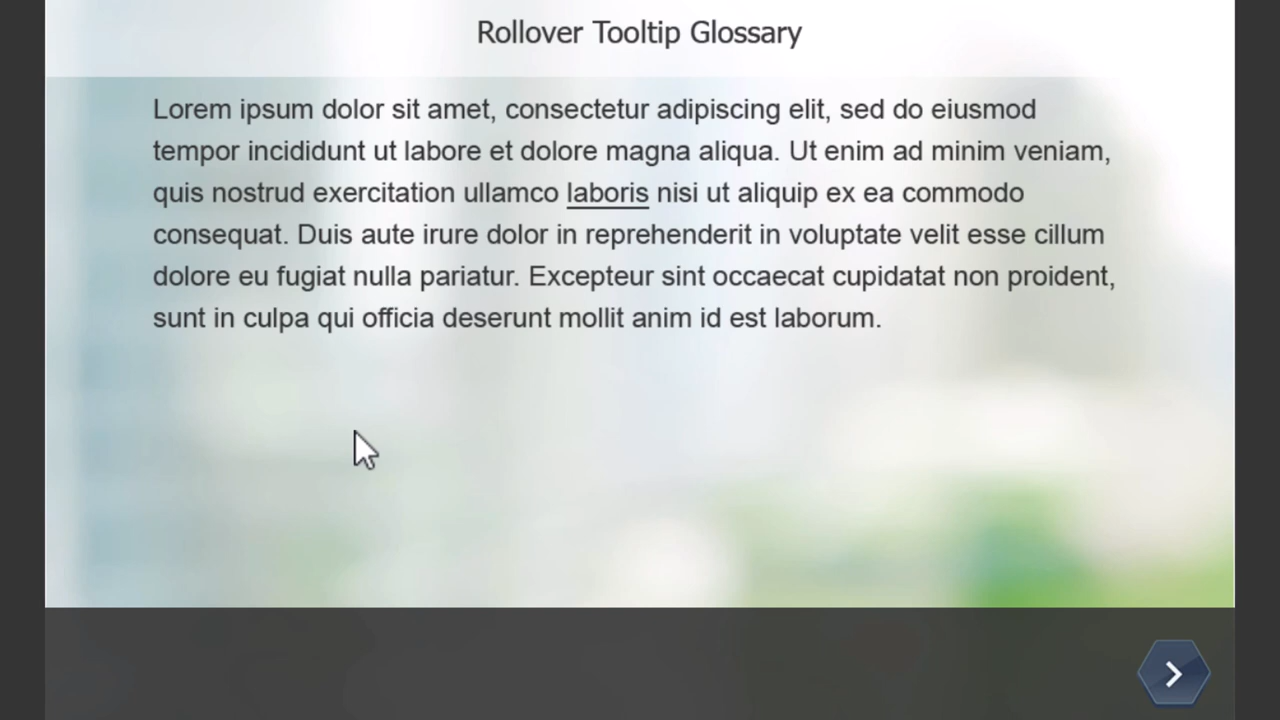 Rollover Tooltip Glossary
Lorem ipsum dolor sit amet, consectetur adipiscing elit, sed do eiusmod
tempor incididunt ut labore et dolore magna aliqua. Ut enim ad minim veniam,
quis nostrud exercitation ullamco laboris nisi ut aliquip ex ea commodo
consequat. Duis aute irure dolor in reprehenderit in voluptate velit esse cillum
dolore eu fugiat nulla pariatur. Excepteur sint occaecat cupidatat non proident,
sunt in culpa qui officia deserunt mollit anim id est laborum.